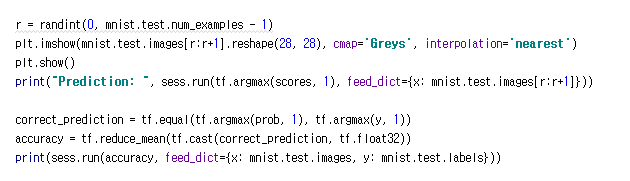 r = randint(0, mnist.test.num_examples - 1)
plt.imshow(mnist.test.images[r:r+1].reshape(28, 28), cmap='Greys', interpolation='nearest')
plt.show()
print("Prediction: ", sess.run(tf.argmax(scores, 1), feed_dict={x: mnist.test.images[r:r+1]}))
correct_prediction = tf.equal(tf.argmax(prob, 1), tf.argmax(y, 1))
accuracy = tf.reduce_mean(tf.cast(correct_prediction, tf.float32))
print(sess.run(accuracy, feed_dict={x: mnist.test.images, y: mnist.test.labels}))